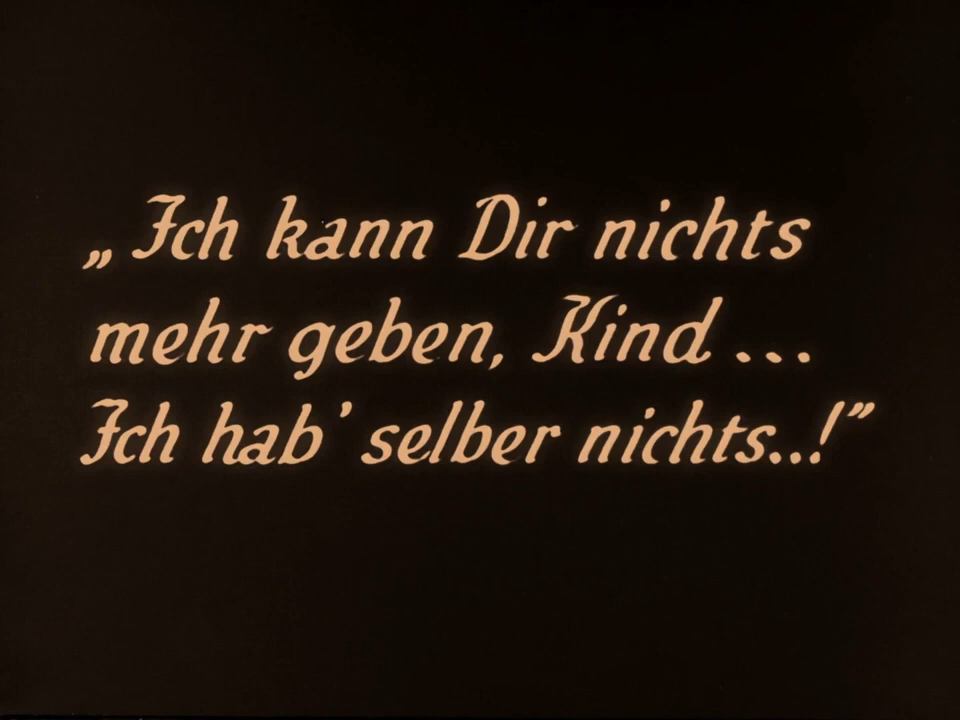 „Ich kann Dir nichts
mehr geben, Kind ...
Ich hab' selber nichts..!”